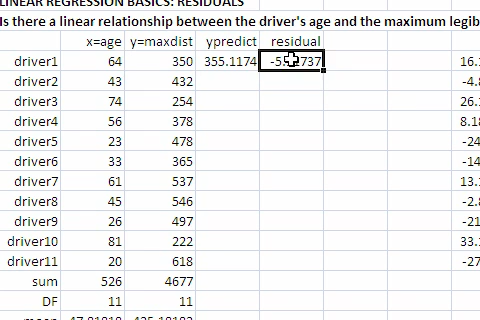 LINEAR REGRESSION BASICS: RESIDUALS
Is there a linear relationship between the driver's age and the maximum legib
x=age y=maxdist ypredict residual
driver1 64 350 355.1174 16.1
driver2 43 432 -4.8
driver3 74 254 26.1
driver4 56 378 8.18
driver5 23 478 -24
driver6 33 365 -14
driver7 61 537 13.1
driver8 45 546 -2.8
driver9 26 497 -21
driver10 81 222 33.1
driver11 20 618 -27
sum 526 4677
DF 11 11